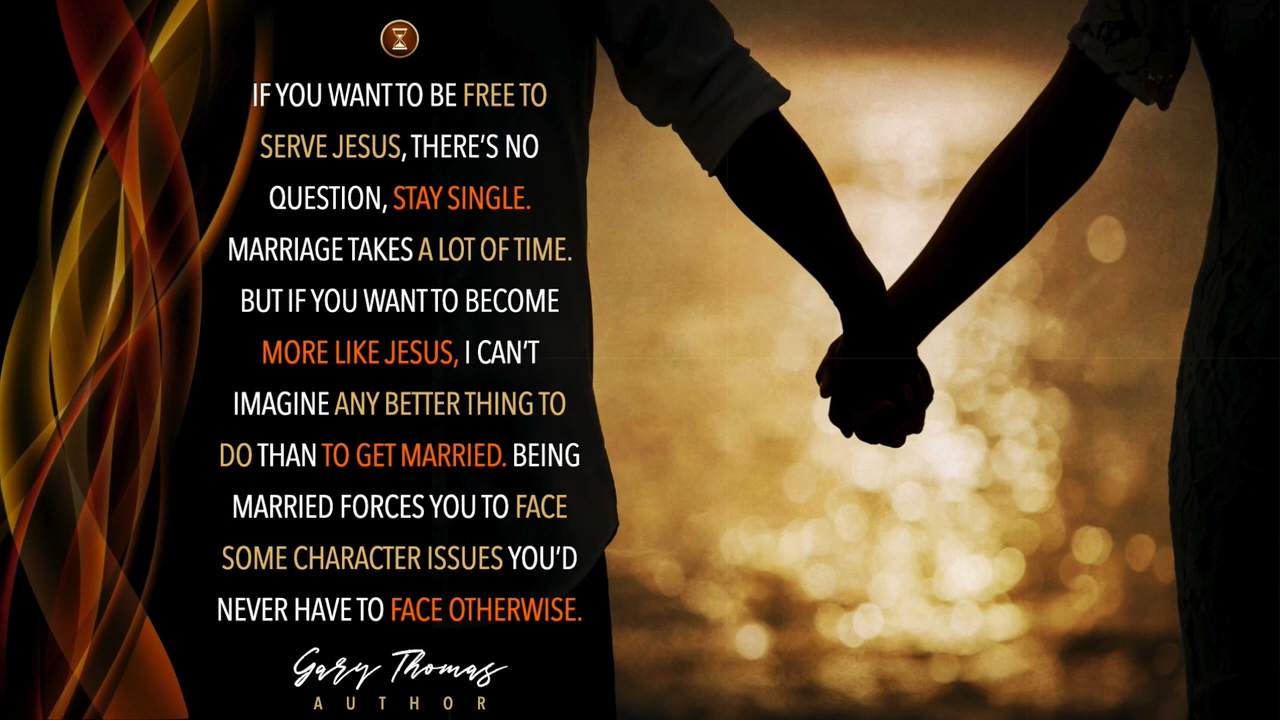 IF YOU WANT TO BE FREE TO
SERVE JESUS, THERE'S NO
QUESTION, STAY SINGLE.
MARRIAGE TAKES A LOT OF TIME.
BUT IF YOU WANT TO BECOME
MORE LIKE JESUS, I CAN'T
IMAGINE ANY BETTER THING TO
DO THAN TO GET MARRIED. BEING
MARRIED FORCES YOU TO FACE
SOME CHARACTER ISSUES YOU'D
NEVER HAVE TO FACE OTHERWISE.
Gary Thomas
AUTHOR